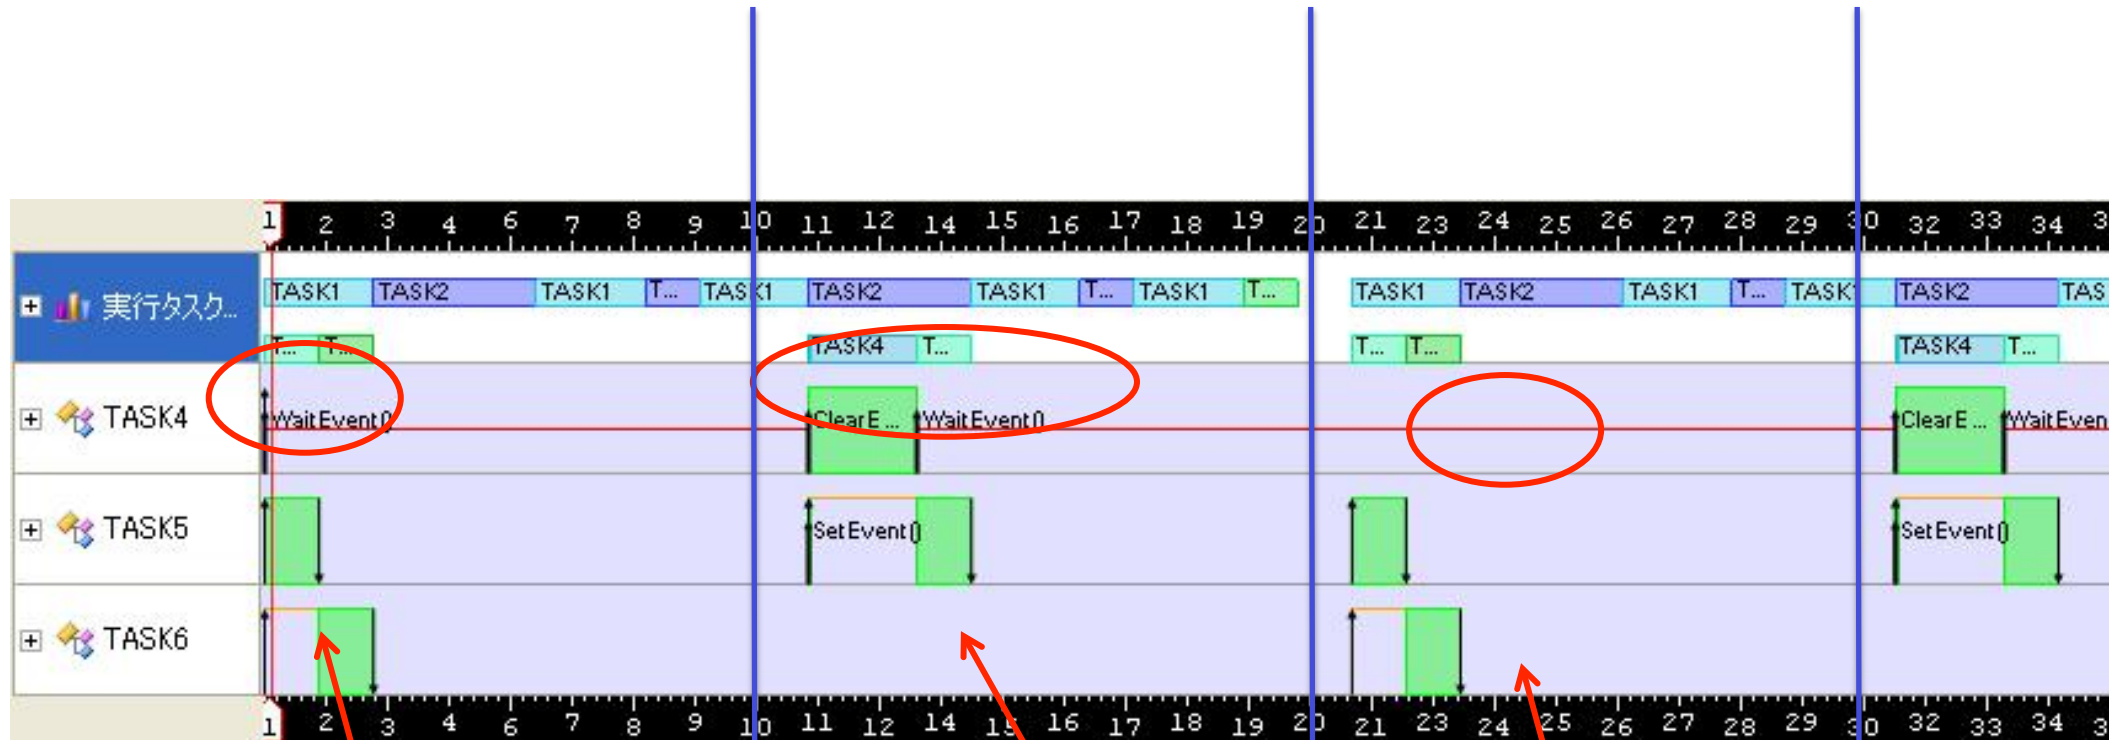 1 2 3 4 6 7 8 9 10 11 12 14 15 16 17 18 19 20 21 23 24 25 26 27 28 29 30 32 33 34 3
実行タスク... TASK1 TASK2 TASK1 T... TASK1 TASK2 TASK1 T... TASK1 T... TASK1 TASK2 TASK1 T... TASK1 TASK2 TAS
T... T... TASK4 T... T... T... TASK4 T...
TASK4 WaitEvent() ClearE... WaitEvent() ClearE... WaitEven
TASK5 SetEvent() SetEvent()
TASK6
1 2 3 4 6 7 8 9 10 11 12 14 15 16 17 18 19 20 21 23 24 25 26 27 28 29 30 32 33 34 3